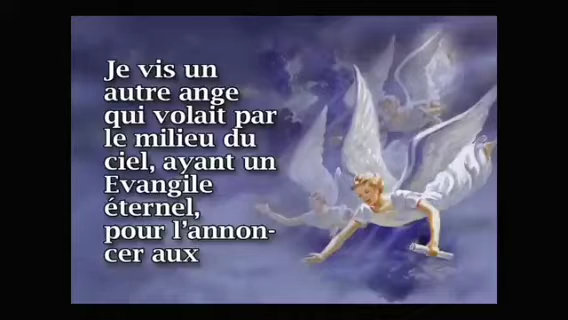 Je vis un
autre ange
qui volait par
le milieu du
ciel, ayant un
Evangile
éternel,
pour l'annon-
cer aux